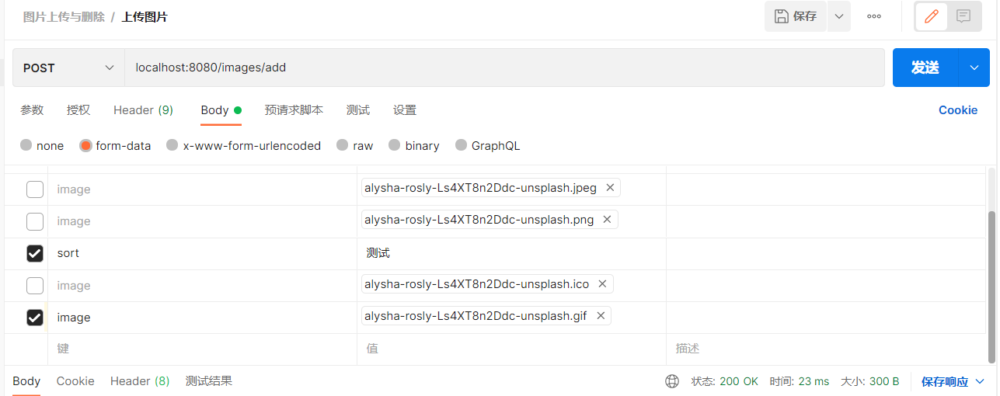 图片上传与删除 / 上传图片
保存
POST localhost:8080/images/add 发送
参数 授权 Header (9) Body 预请求脚本 测试 设置 Cookie
none form-data x-www-form-urlencoded raw binary GraphQL
image alysha-rosly-Ls4XT8n2Ddc-unsplash.jpeg
image alysha-rosly-Ls4XT8n2Ddc-unsplash.png
sort 测试
image alysha-rosly-Ls4XT8n2Ddc-unsplash.ico
image alysha-rosly-Ls4XT8n2Ddc-unsplash.gif
键 值 描述
Body Cookie Header (8) 测试结果 状态: 200 OK 时间: 23 ms 大小: 300 B 保存响应